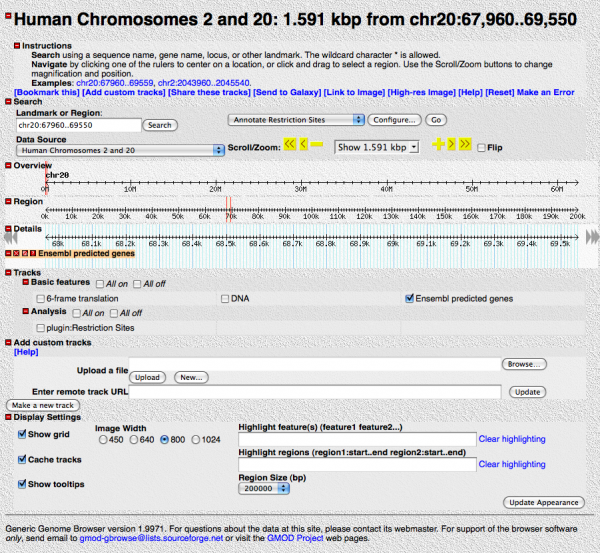 Human Chromosomes 2 and 20: 1.591 kbp from chr20:67,960..69,550
Instructions
Search using a sequence name, gene name, locus, or other landmark. The wildcard character * is allowed.
Navigate by clicking one of the rulers to center on a location, or click and drag to select a region. Use the Scroll/Zoom buttons to change
magnification and position.
Examples: chr20:67960..69559, chr2:2043960..2045540.
[Bookmark this] [Add custom tracks] [Share these tracks] [Send to Galaxy] [Link to Image] [High-res Image] [Help] [Reset] Make an Error
Search
Landmark or Region:
chr20:67960..69550 Search Annotate Restriction Sites Configure... Go
Data Source
Human Chromosomes 2 and 20 Scroll/Zoom: << < − Show 1.591 kbp + > >> Flip
Overview
chr20
0M 10M 20M 30M 40M 50M 60M
Region
0k 10k 20k 30k 40k 50k 60k 70k 80k 90k 100k 110k 120k 130k 140k 150k 160k 170k 180k 190k 200k
Details
68k 68.1k 68.2k 68.3k 68.4k 68.5k 68.6k 68.7k 68.8k 68.9k 69k 69.1k 69.2k 69.3k 69.4k 69.5k
Ensembl predicted genes
Tracks
Basic features All on All off
6-frame translation DNA Ensembl predicted genes
Analysis All on All off
plugin:Restriction Sites
Add custom tracks
[Help]
Upload a file Browse...
Upload New...
Enter remote track URL Update
Make a new track
Display Settings
Show grid Image Width Highlight feature(s) (feature1 feature2...)
450 640 800 1024 Clear highlighting
Cache tracks Highlight regions (region1:start..end region2:start..end)
Clear highlighting
Show tooltips Region Size (bp)
200000
Update Appearance
Generic Genome Browser version 1.9971. For questions about the data at this site, please contact its webmaster. For support of the browser software
only, send email to gmod-gbrowse@lists.sourceforge.net or visit the GMOD Project web pages.